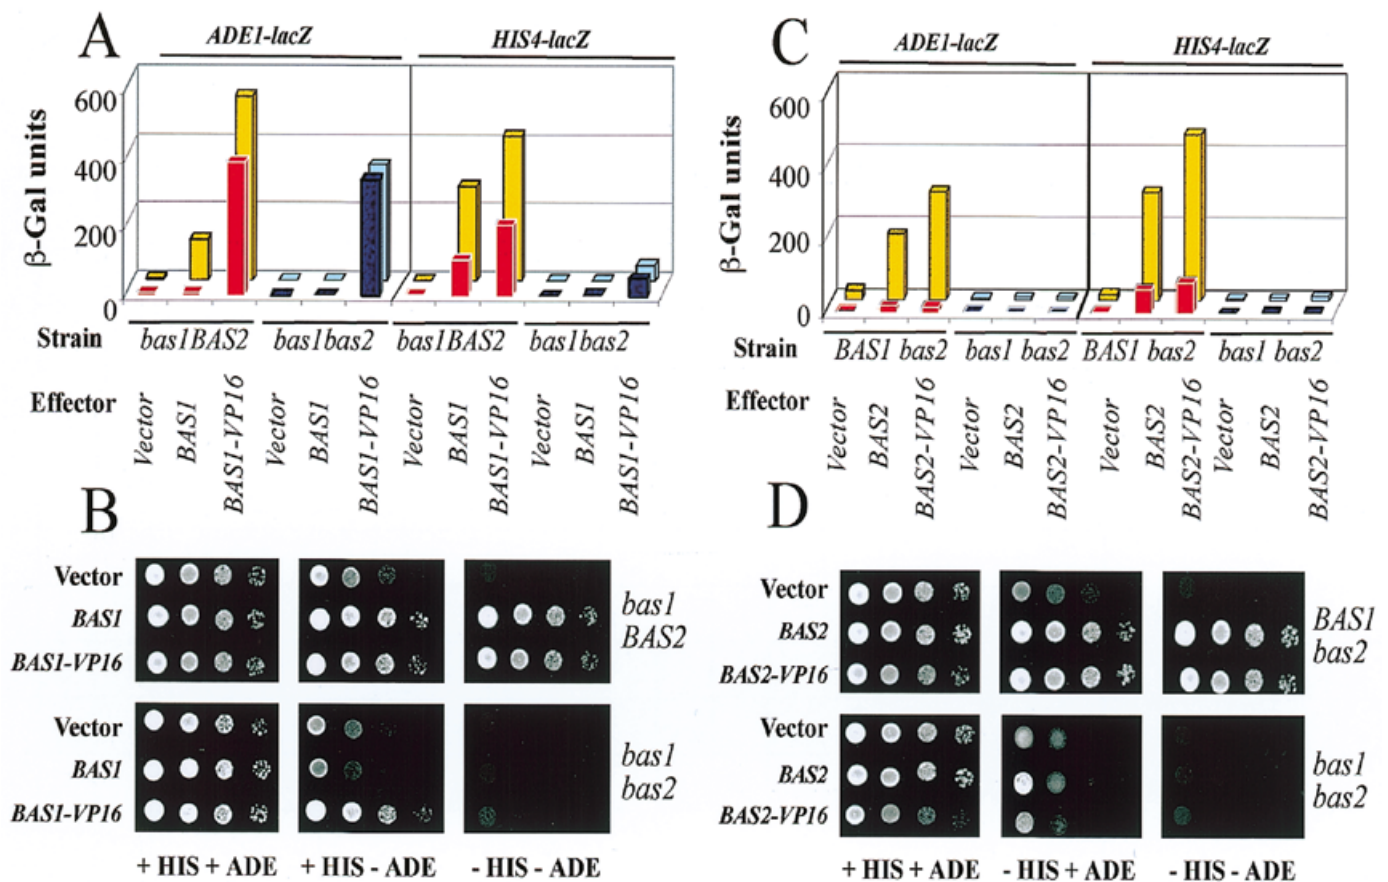 A
ADE1-lacZ
HIS4-lacZ
β-Gal units
600
400
200
0
Strain
bas1BAS2
bas1bas2
bas1BAS2
bas1bas2
Effector
Vector
BAS1
BAS1-VP16
Vector
BAS1
BAS1-VP16
Vector
BAS1
BAS1-VP16
Vector
BAS1
BAS1-VP16
B
Vector
BAS1
BAS1-VP16
bas1
BAS2
Vector
BAS1
BAS1-VP16
bas1
bas2
+ HIS + ADE
+ HIS - ADE
- HIS - ADE
C
ADE1-lacZ
HIS4-lacZ
β-Gal units
600
400
200
0
Strain
BAS1 bas2
bas1 bas2
BAS1 bas2
bas1 bas2
Effector
Vector
BAS2
BAS2-VP16
Vector
BAS2
BAS2-VP16
Vector
BAS2
BAS2-VP16
Vector
BAS2
BAS2-VP16
D
Vector
BAS2
BAS2-VP16
BAS1
bas2
Vector
BAS2
BAS2-VP16
bas1
bas2
+ HIS + ADE
- HIS + ADE
- HIS - ADE